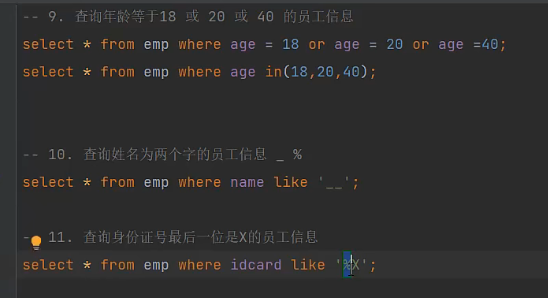 -- 9. 查询年龄等于18 或 20 或 40 的员工信息
select * from emp where age = 18 or age = 20 or age =40;
select * from emp where age in(18,20,40);
-- 10. 查询姓名为两个字的员工信息 _ %
select * from emp where name like '__';
-- 11. 查询身份证号最后一位是X的员工信息
select * from emp where idcard like '%X';